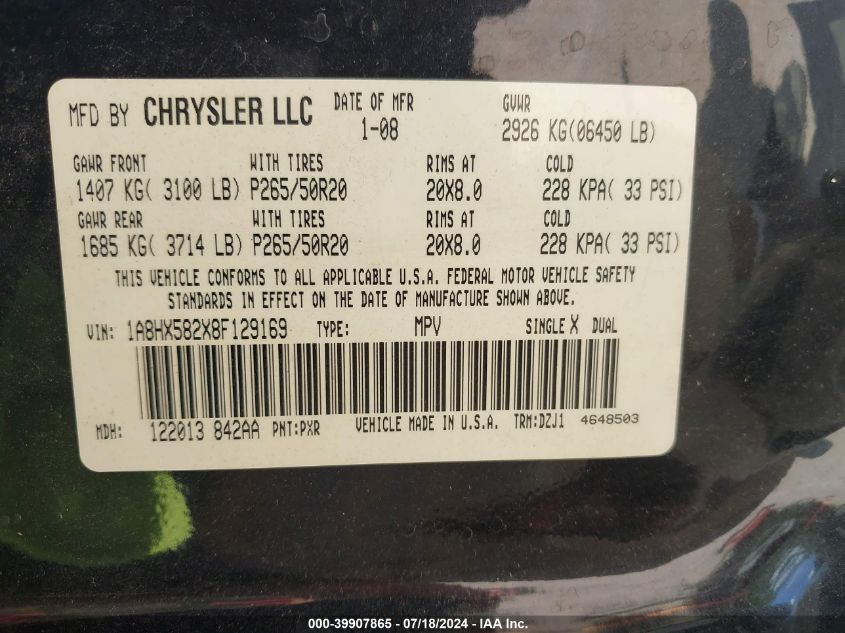 MFD BY CHRYSLER LLC DATE OF MFR GVWR
1-08 2926 KG(06450 LB)
GAWR FRONT WITH TIRES RIMS AT COLD
1407 KG( 3100 LB) P265/50R20 20X8.0 228 KPA( 33 PSI)
GAWR REAR WITH TIRES RIMS AT COLD
1685 KG( 3714 LB) P265/50R20 20X8.0 228 KPA( 33 PSI)
THIS VEHICLE CONFORMS TO ALL APPLICABLE U.S.A. FEDERAL MOTOR VEHICLE SAFETY
STANDARDS IN EFFECT ON THE DATE OF MANUFACTURE SHOWN ABOVE.
VIN: 1A8HX582X8F129169 TYPE: MPV SINGLE X DUAL
MDH: 122013 842AA PNT:PXR VEHICLE MADE IN U.S.A. TRM:DZJ1 4648503
000-39907865 - 07/18/2024 - IAA Inc.